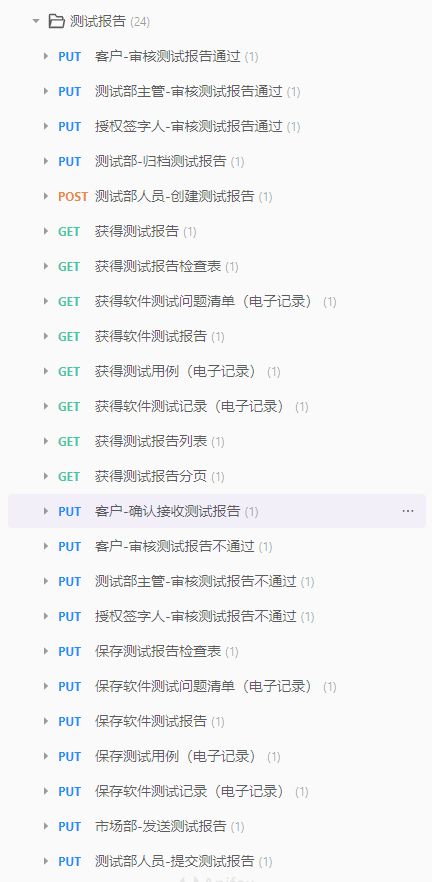 测试报告 (24)
PUT 客户-审核测试报告通过 (1)
PUT 测试部主管-审核测试报告通过 (1)
PUT 授权签字人-审核测试报告通过 (1)
PUT 测试部-归档测试报告 (1)
POST 测试部人员-创建测试报告 (1)
GET 获得测试报告 (1)
GET 获得测试报告检查表 (1)
GET 获得软件测试问题清单（电子记录） (1)
GET 获得软件测试报告 (1)
GET 获得测试用例（电子记录） (1)
GET 获得软件测试记录（电子记录） (1)
GET 获得测试报告列表 (1)
GET 获得测试报告分页 (1)
PUT 客户-确认接收测试报告 (1)
PUT 客户-审核测试报告不通过 (1)
PUT 测试部主管-审核测试报告不通过 (1)
PUT 授权签字人-审核测试报告不通过 (1)
PUT 保存测试报告检查表 (1)
PUT 保存软件测试问题清单（电子记录） (1)
PUT 保存软件测试报告 (1)
PUT 保存测试用例（电子记录） (1)
PUT 保存软件测试记录（电子记录） (1)
PUT 市场部-发送测试报告 (1)
PUT 测试部人员-提交测试报告 (1)